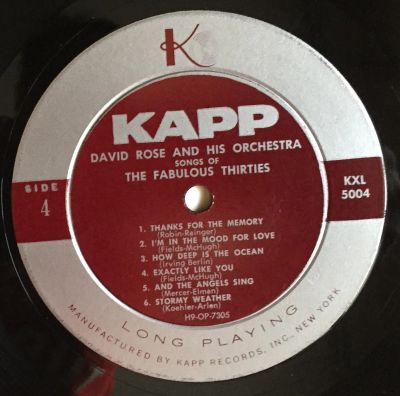 K
KAPP
DAVID ROSE AND HIS ORCHESTRA
SONGS OF
THE FABULOUS THIRTIES
SIDE
4
KXL
5004
1. THANKS FOR THE MEMORY
(Robin-Rainger)
2. I'M IN THE MOOD FOR LOVE
(Fields-McHugh)
3. HOW DEEP IS THE OCEAN
(Irving Berlin)
4. EXACTLY LIKE YOU
(Fields-McHugh)
5. AND THE ANGELS SING
(Mercer-Elman)
6. STORMY WEATHER
(Koehler-Arlen)
H9-OP-7305
LONG PLAYING
MANUFACTURED BY KAPP RECORDS, INC., NEW YORK